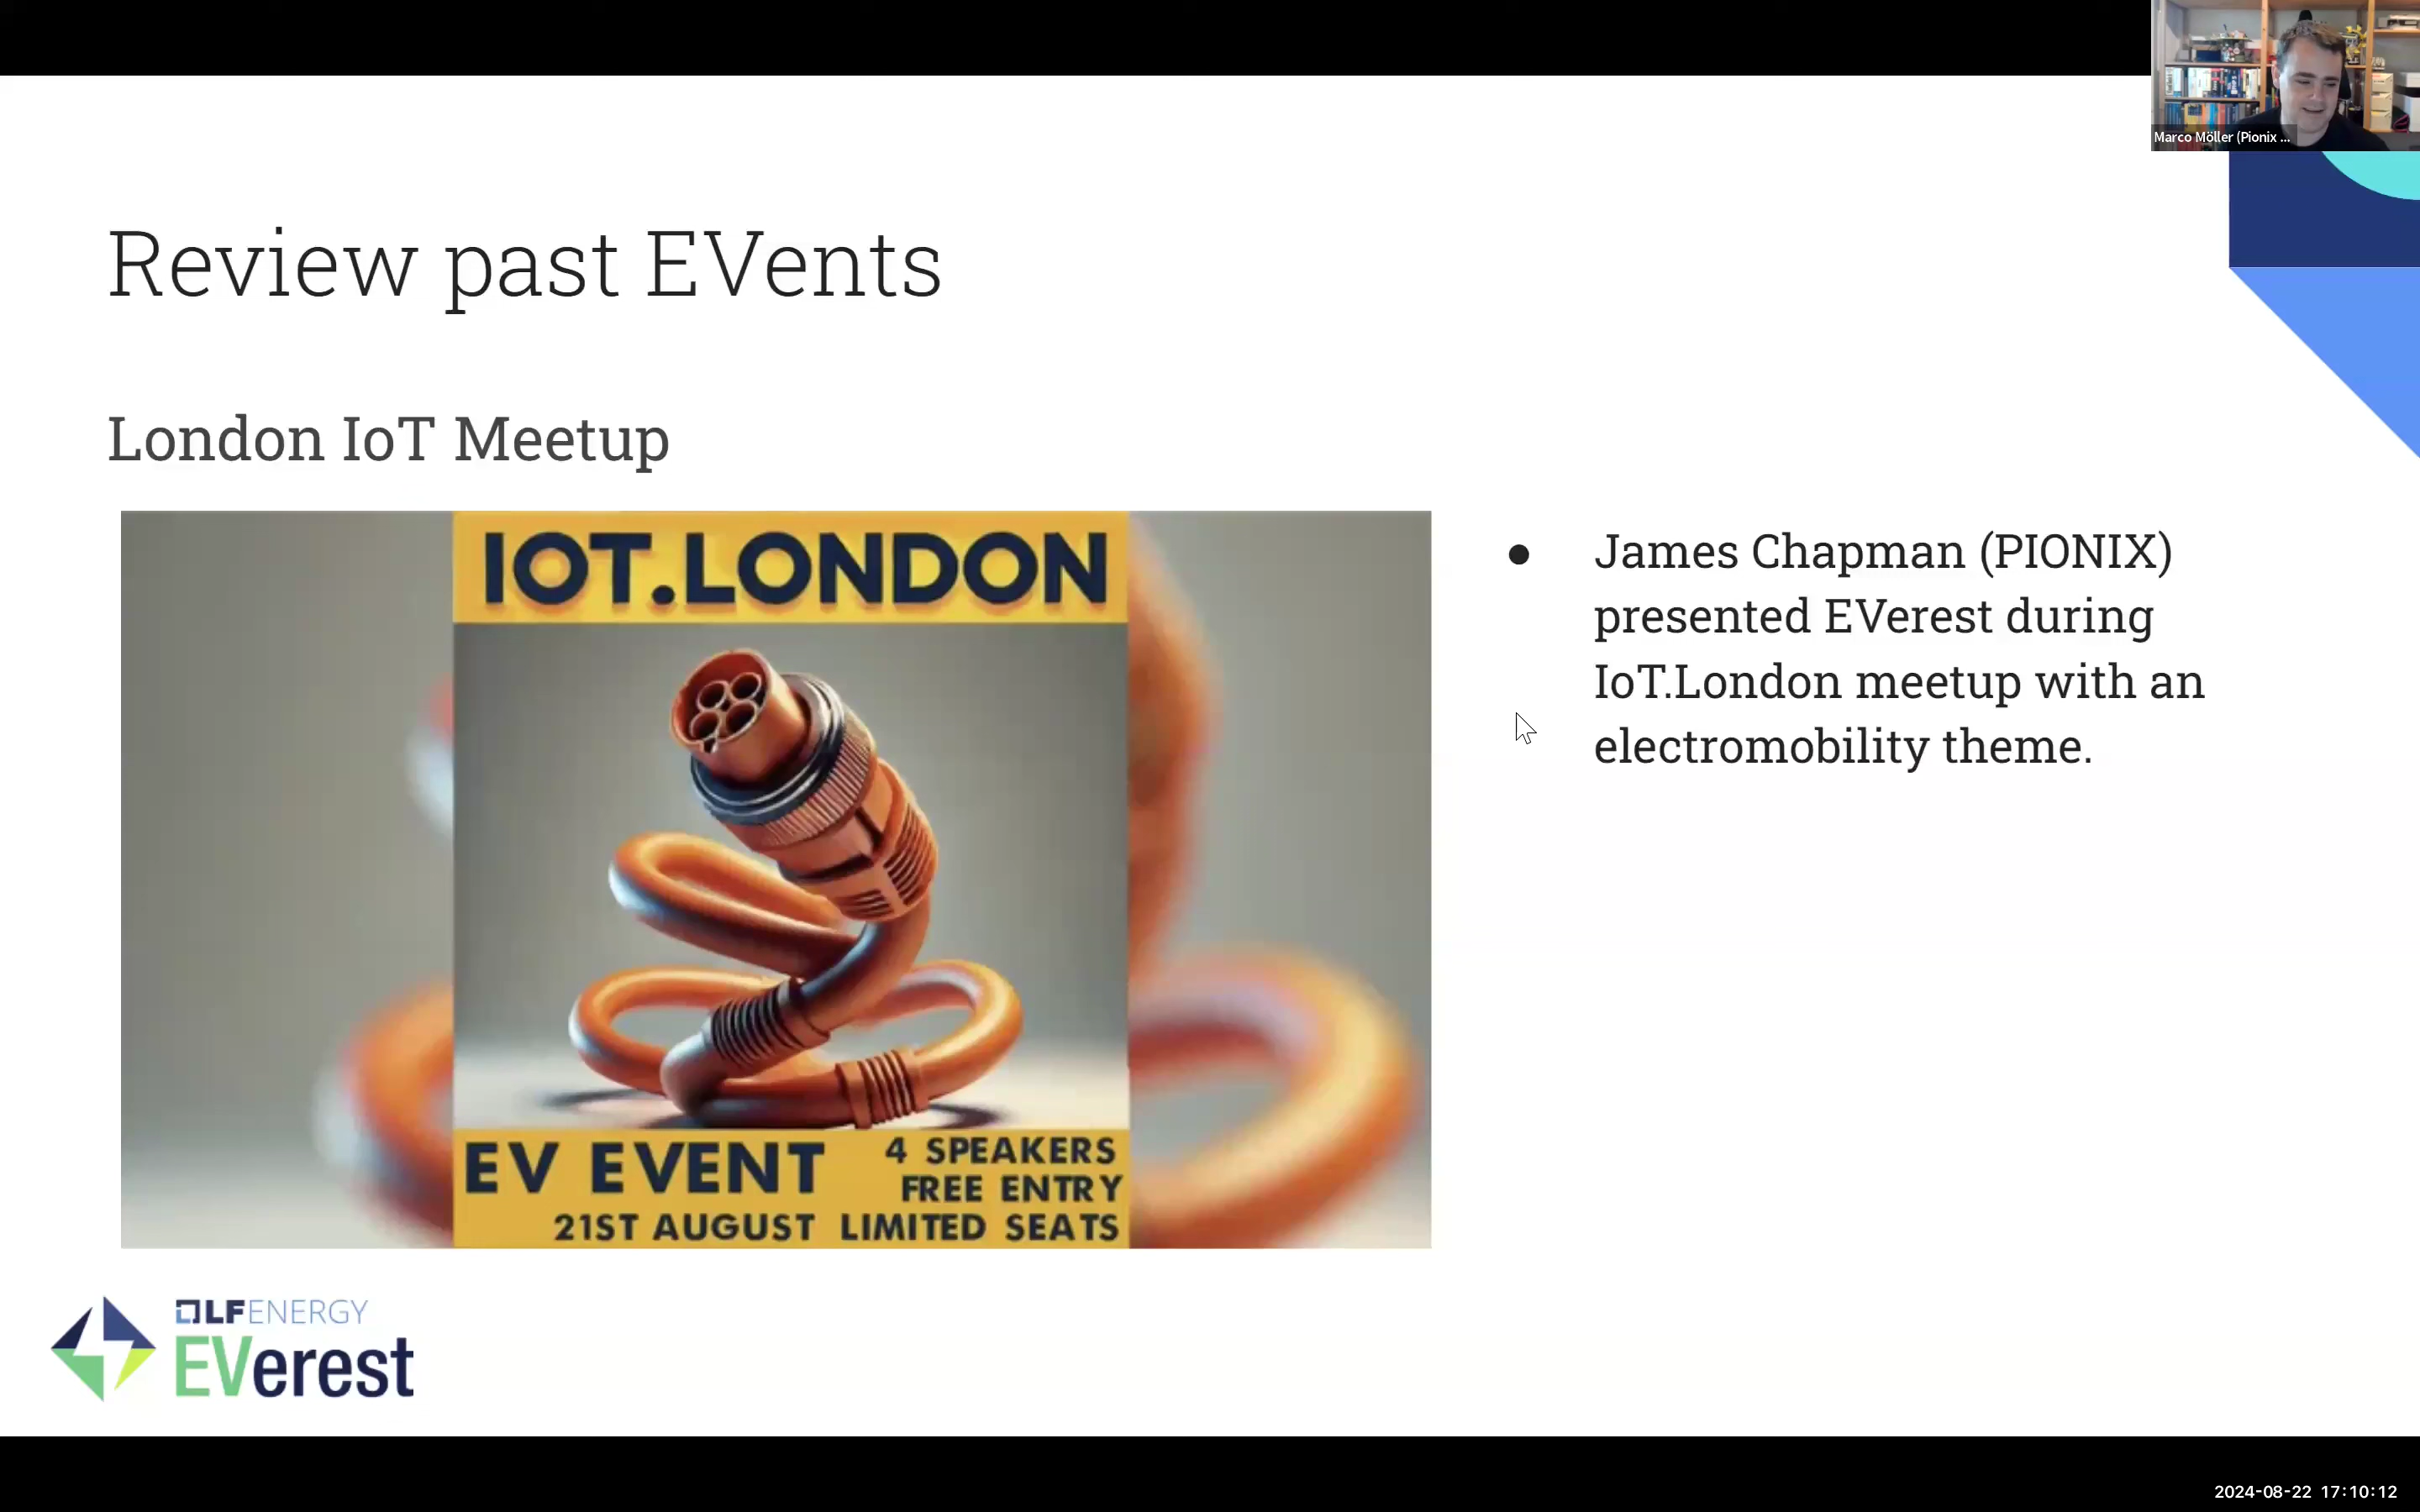 Marco Möller (Pionix ...
Review past EVents
London IoT Meetup
IOT.LONDON
EV EVENT
4 SPEAKERS
FREE ENTRY
21ST AUGUST LIMITED SEATS
● James Chapman (PIONIX)
presented EVerest during
IoT.London meetup with an
electromobility theme.
LFENERGY
EVerest
2024-08-22 17:10:12